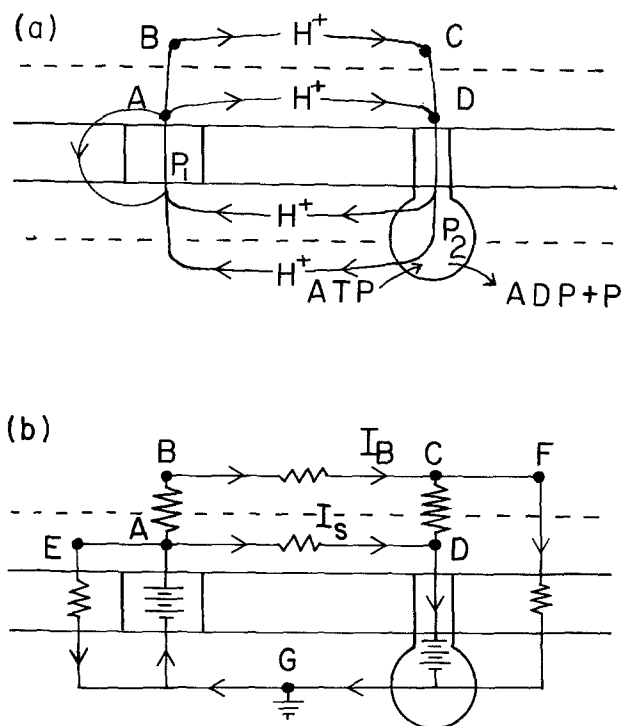 (a)
B H+ C
A H+ D
P1
H+ P2
H+ ATP ADP+P
(b)
B IB C F
E A Is D
G